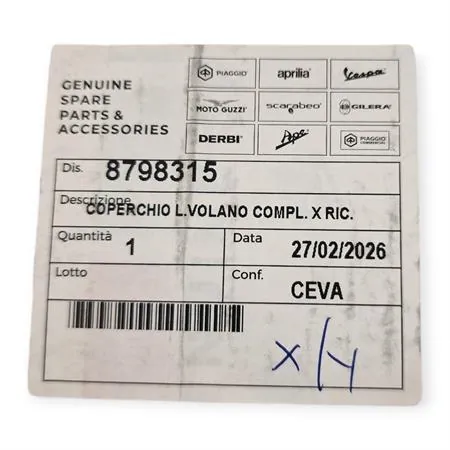 GENUINE
SPARE
PARTS &
ACCESSORIES
PIAGGIO aprilia Vespa
MOTO GUZZI scarabeo GILERA
DERBI Ape PIAGGIO COMMERCIAL
Dis. 8798315
Descrizione
COPERCHIO L.VOLANO COMPL. X RIC.
Quantità 1 Data 27/02/2026
Lotto Conf. CEVA
x/y